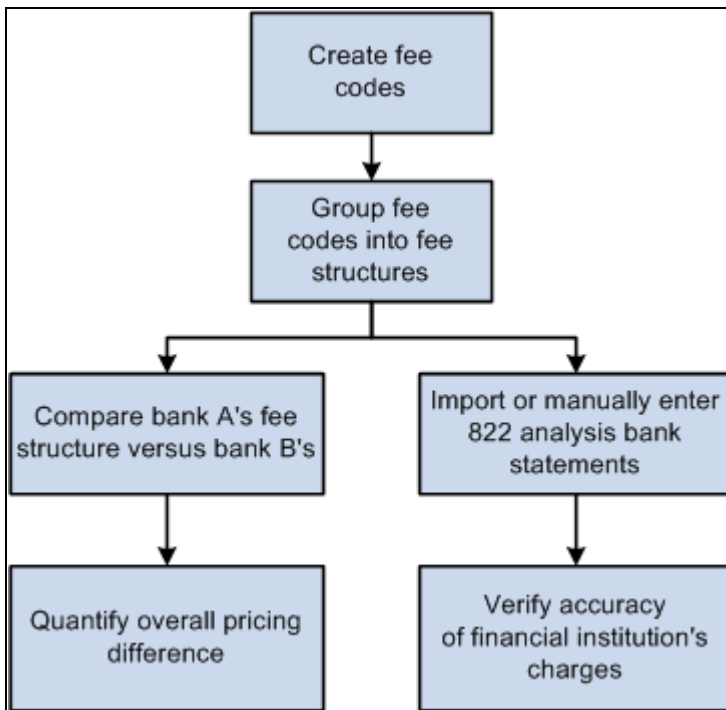 Create fee
codes
Group fee
codes into fee
structures
Compare bank A's fee
structure versus bank B's
Import or manually enter
822 analysis bank
statements
Quantify overall pricing
difference
Verify accuracy
of financial institution's
charges